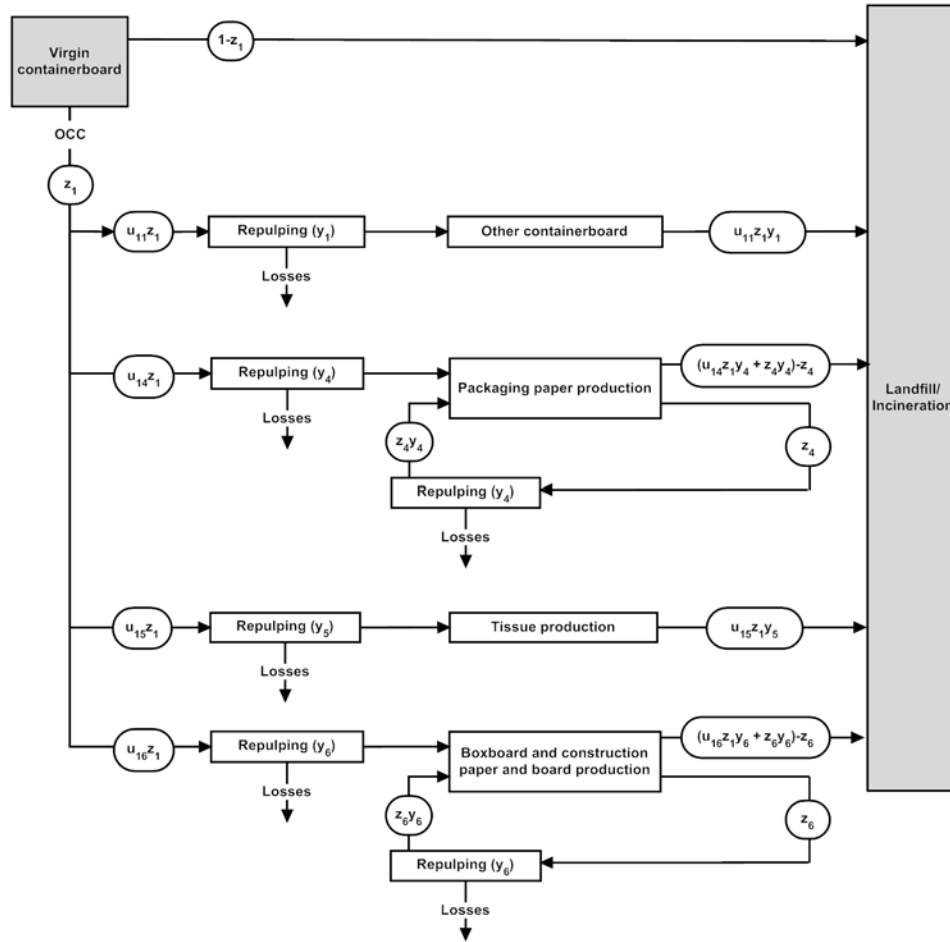 Virgin
containerboard
1-z₁
OCC
z₁
u₁₁z₁
Repulping (y₁)
Other containerboard
u₁₁z₁y₁
Losses
u₁₄z₁
Repulping (y₄)
Packaging paper production
(u₁₄z₁y₄ + z₄y₄)-z₄
Losses
z₄y₄
z₄
Repulping (y₄)
Losses
Landfill/
Incineration
u₁₅z₁
Repulping (y₅)
Tissue production
u₁₅z₁y₅
Losses
u₁₆z₁
Repulping (y₆)
Boxboard and construction
paper and board production
(u₁₆z₁y₆ + z₆y₆)-z₆
Losses
z₆y₆
z₆
Repulping (y₆)
Losses